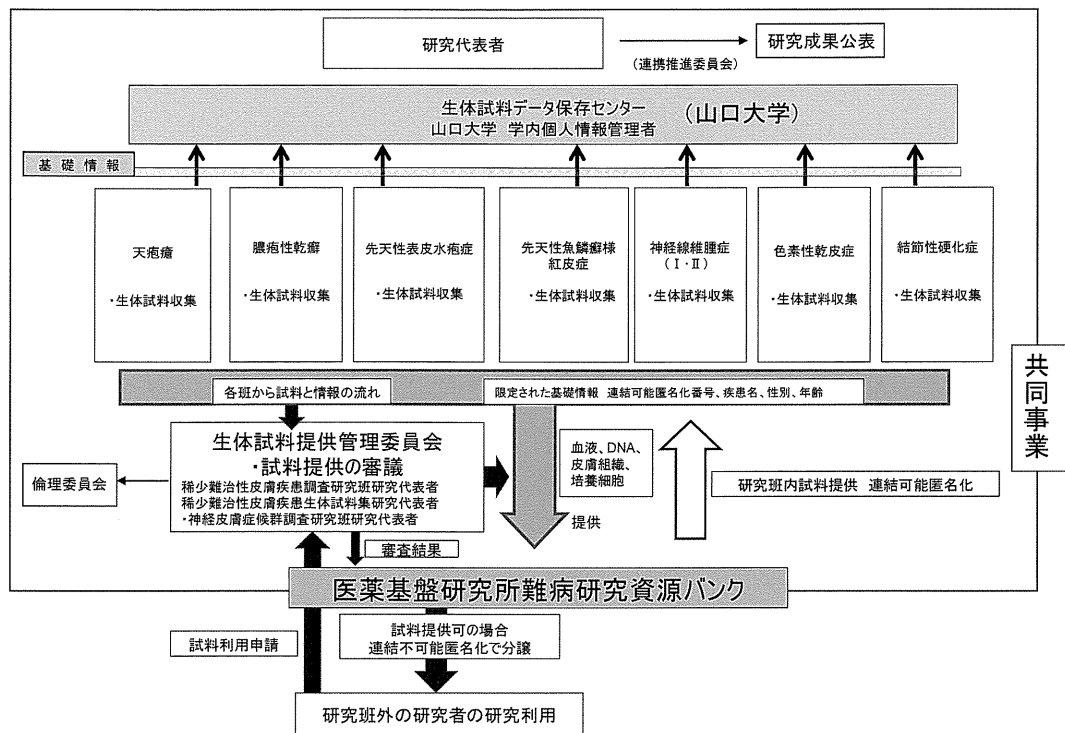 研究代表者
研究成果公表
(連携推進委員会)
生体試料データ保存センター (山口大学)
山口大学 学内個人情報管理者
基礎情報
天疱瘡
・生体試料収集
膿疱性乾癬
・生体試料収集
先天性表皮水疱症
・生体試料収集
先天性魚鱗癬様
紅皮症
・生体試料収集
神経線維腫症
(Ⅰ・Ⅱ)
・生体試料収集
色素性乾皮症
・生体試料収集
結節性硬化症
・生体試料収集
共同事業
各班から試料と情報の流れ
限定された基礎情報 連結可能匿名化番号、疾患名、性別、年齢
生体試料提供管理委員会
・試料提供の審議
稀少難治性皮膚疾患調査研究班研究代表者
稀少難治性皮膚疾患生体試料集研究代表者
・神経皮膚症候群調査研究班研究代表者
倫理委員会
血液、DNA、
皮膚組織、
培養細胞
提供
研究班内試料提供 連結可能匿名化
審査結果
医薬基盤研究所難病研究資源バンク
試料利用申請
試料提供可の場合
連結不可能匿名化で分譲
研究班外の研究者の研究利用